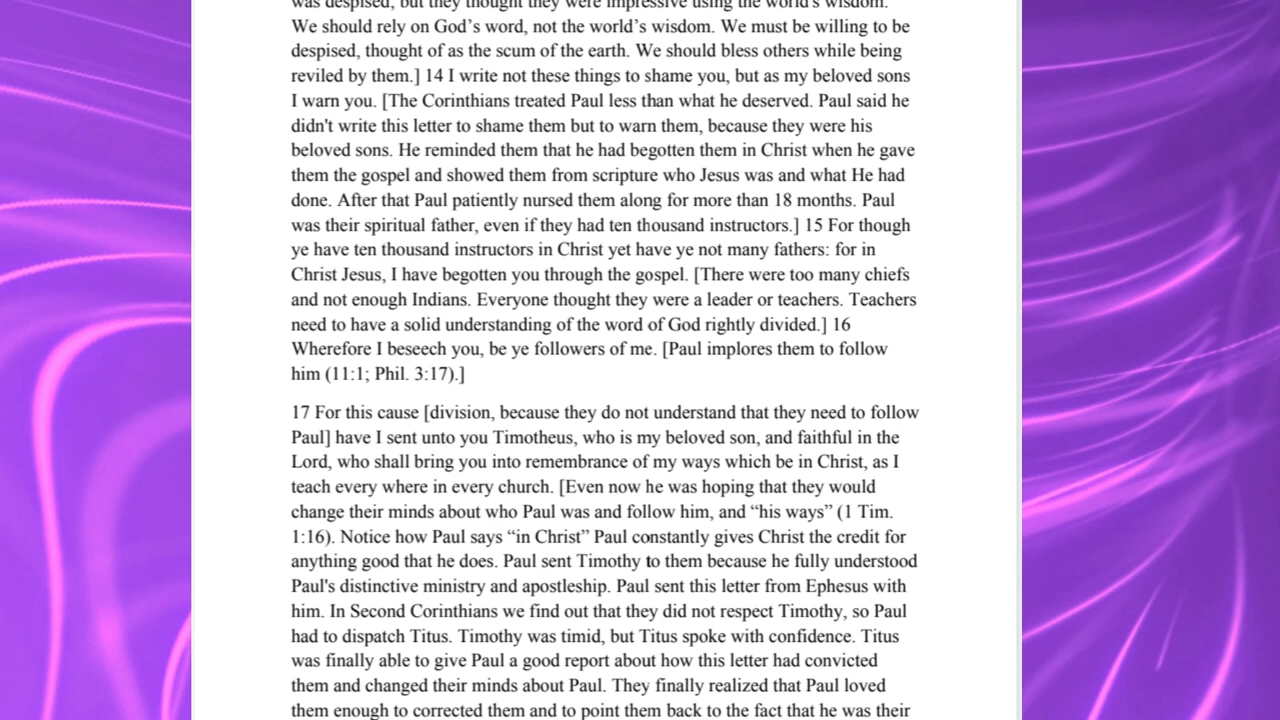 was despised, but they thought they were impressive using the world's wisdom.
We should rely on God’s word, not the world’s wisdom. We must be willing to be
despised, thought of as the scum of the earth. We should bless others while being
reviled by them.] 14 I write not these things to shame you, but as my beloved sons
I warn you. [The Corinthians treated Paul less than what he deserved. Paul said he
didn't write this letter to shame them but to warn them, because they were his
beloved sons. He reminded them that he had begotten them in Christ when he gave
them the gospel and showed them from scripture who Jesus was and what He had
done. After that Paul patiently nursed them along for more than 18 months. Paul
was their spiritual father, even if they had ten thousand instructors.] 15 For though
ye have ten thousand instructors in Christ yet have ye not many fathers: for in
Christ Jesus, I have begotten you through the gospel. [There were too many chiefs
and not enough Indians. Everyone thought they were a leader or teachers. Teachers
need to have a solid understanding of the word of God rightly divided.] 16
Wherefore I beseech you, be ye followers of me. [Paul implores them to follow
him (11:1; Phil. 3:17).]
17 For this cause [division, because they do not understand that they need to follow
Paul] have I sent unto you Timotheus, who is my beloved son, and faithful in the
Lord, who shall bring you into remembrance of my ways which be in Christ, as I
teach every where in every church. [Even now he was hoping that they would
change their minds about who Paul was and follow him, and “his ways” (1 Tim.
1:16). Notice how Paul says “in Christ” Paul constantly gives Christ the credit for
anything good that he does. Paul sent Timothy to them because he fully understood
Paul's distinctive ministry and apostleship. Paul sent this letter from Ephesus with
him. In Second Corinthians we find out that they did not respect Timothy, so Paul
had to dispatch Titus. Timothy was timid, but Titus spoke with confidence. Titus
was finally able to give Paul a good report about how this letter had convicted
them and changed their minds about Paul. They finally realized that Paul loved
them enough to corrected them and to point them back to the fact that he was their